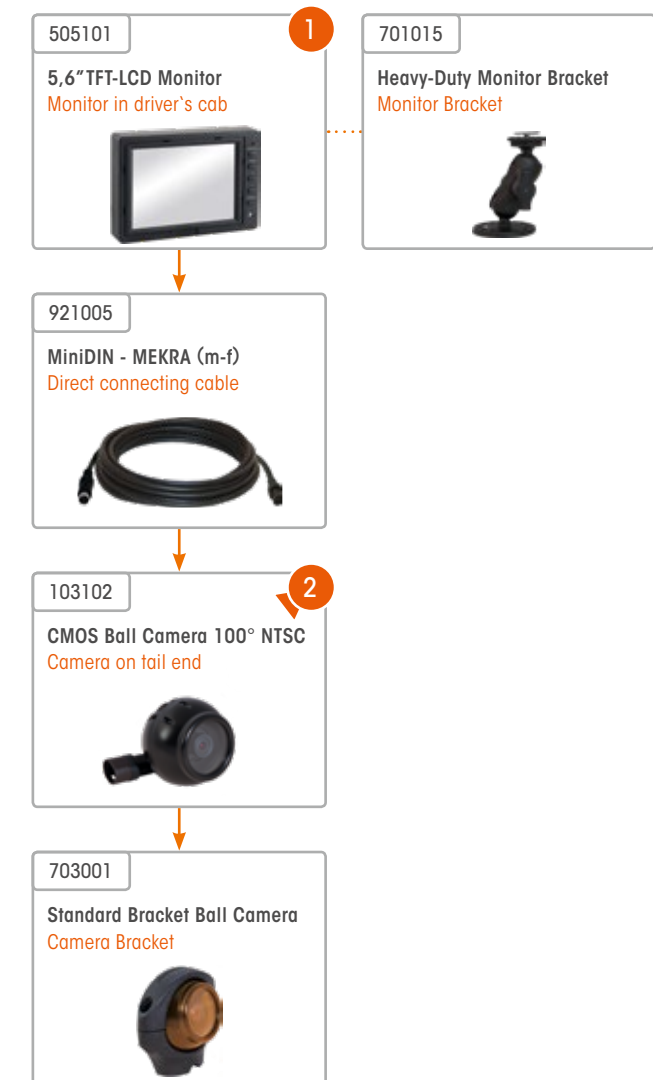 505101
1
5,6” TFT-LCD Monitor
Monitor in driver`s cab
701015
Heavy-Duty Monitor Bracket
Monitor Bracket
921005
MiniDIN - MEKRA (m-f)
Direct connecting cable
103102
2
CMOS Ball Camera 100° NTSC
Camera on tail end
703001
Standard Bracket Ball Camera
Camera Bracket